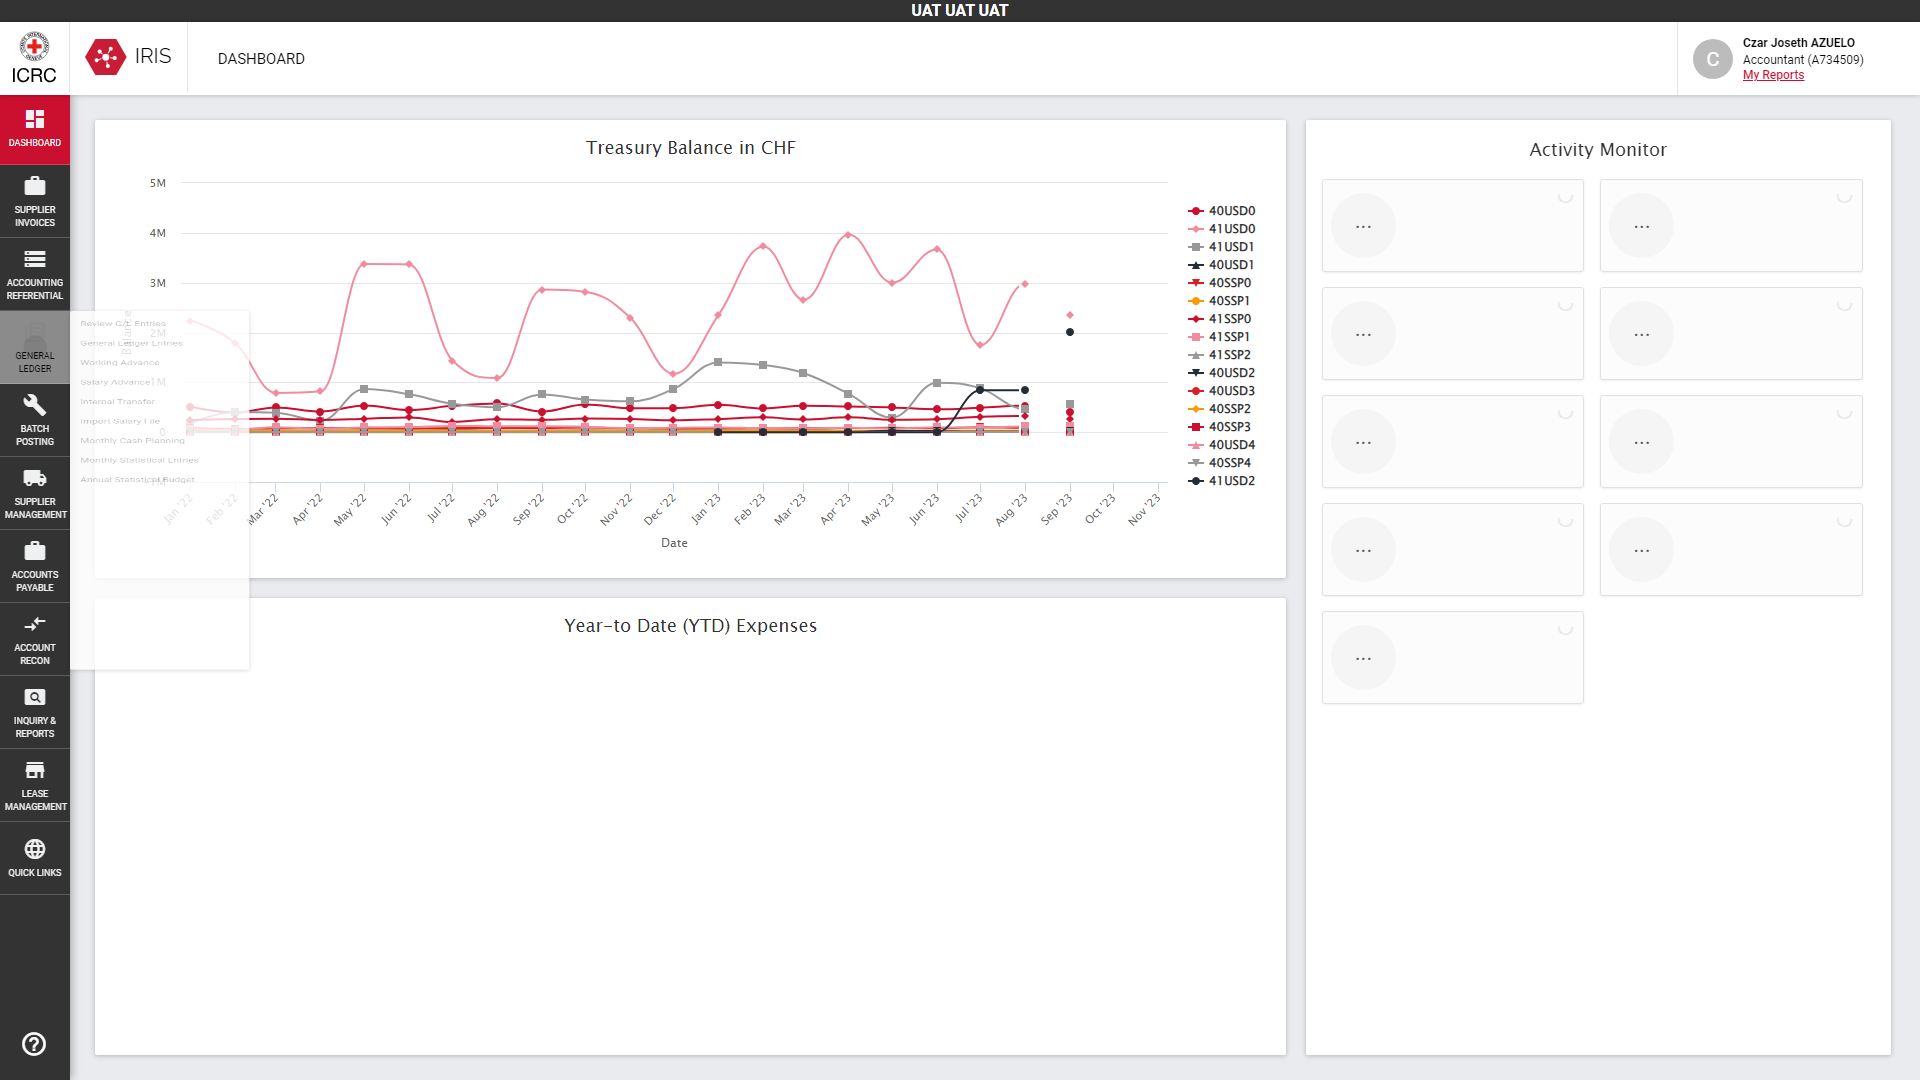 UAT UAT UAT
ICRC
IRIS
DASHBOARD
C
Czar Joseth AZUELO
Accountant (A734509)
My Reports
DASHBOARD
SUPPLIER
INVOICES
ACCOUNTING
REFERENTIAL
GENERAL
LEDGER
BATCH
POSTING
SUPPLIER
MANAGEMENT
ACCOUNTS
PAYABLE
ACCOUNT
RECON
INQUIRY &
REPORTS
LEASE
MANAGEMENT
QUICK LINKS
Review G/L Entries
General Ledger Entries
Working Advance
Salary Advance
Internal Transfer
Import Salary File
Monthly Cash Planning
Monthly Statistical Entries
Annual Statistical Budget
Treasury Balance in CHF
5M
4M
3M
2M
1M
0
Balance
Jan '22
Feb '22
Mar '22
Apr '22
May '22
Jun '22
Jul '22
Aug '22
Sep '22
Oct '22
Nov '22
Dec '22
Jan '23
Feb '23
Mar '23
Apr '23
May '23
Jun '23
Jul '23
Aug '23
Sep '23
Oct '23
Nov '23
Date
40USD0
41USD0
41USD1
40USD1
40SSP0
40SSP1
41SSP0
41SSP1
41SSP2
40USD2
40USD3
40SSP2
40SSP3
40USD4
40SSP4
41USD2
Year-to Date (YTD) Expenses
Activity Monitor
...
...
...
...
...
...
...
...
...